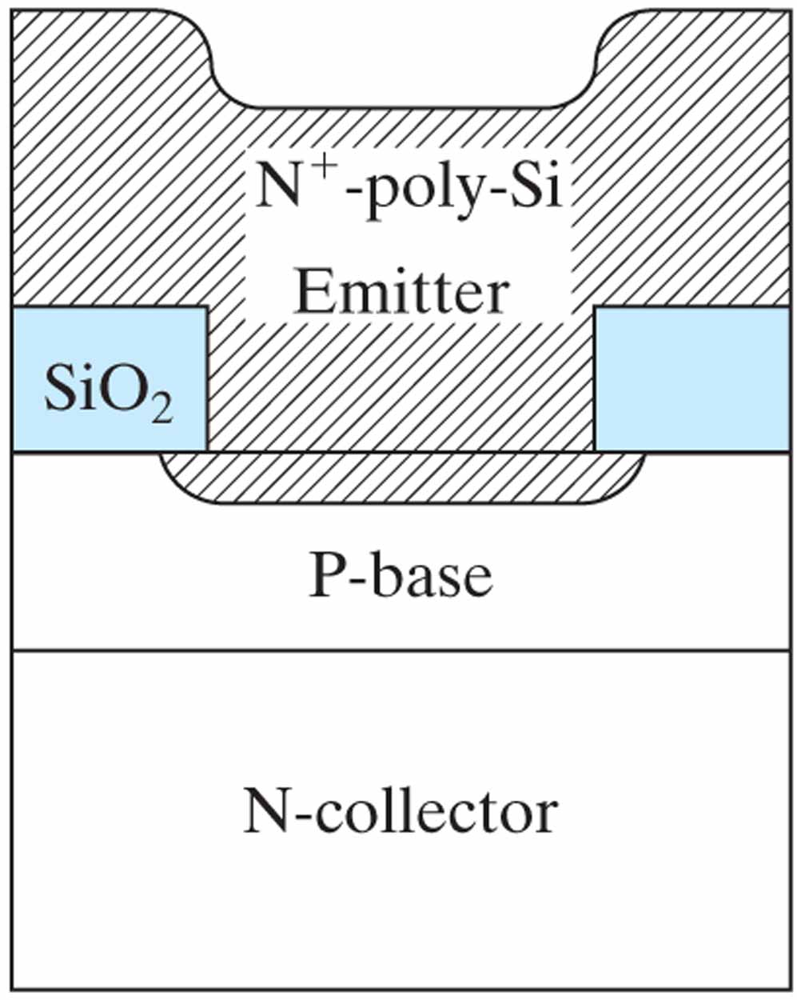 N⁺-poly-Si
Emitter
SiO₂
P-base
N-collector